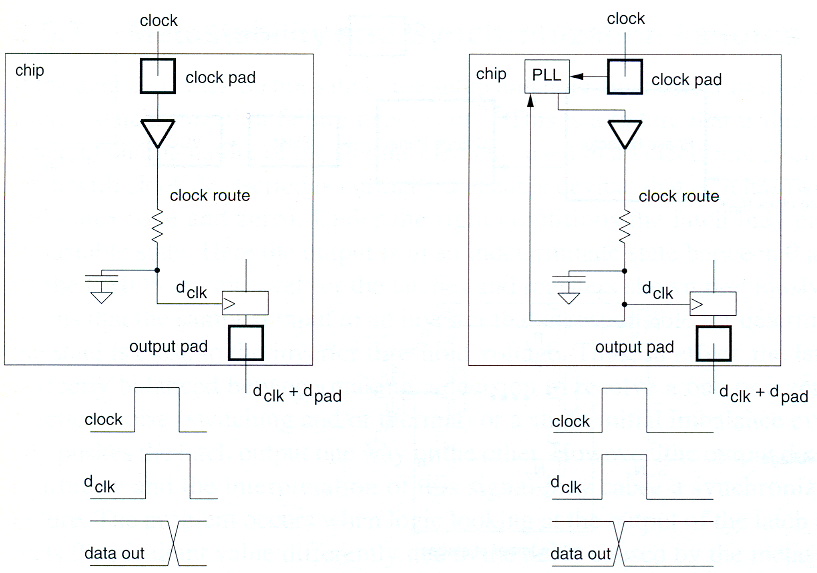 clock
chip
clock pad
clock route
dclk
output pad
dclk + dpad
clock
dclk
data out
clock
chip
PLL
clock pad
clock route
dclk
output pad
dclk + dpad
clock
dclk
data out